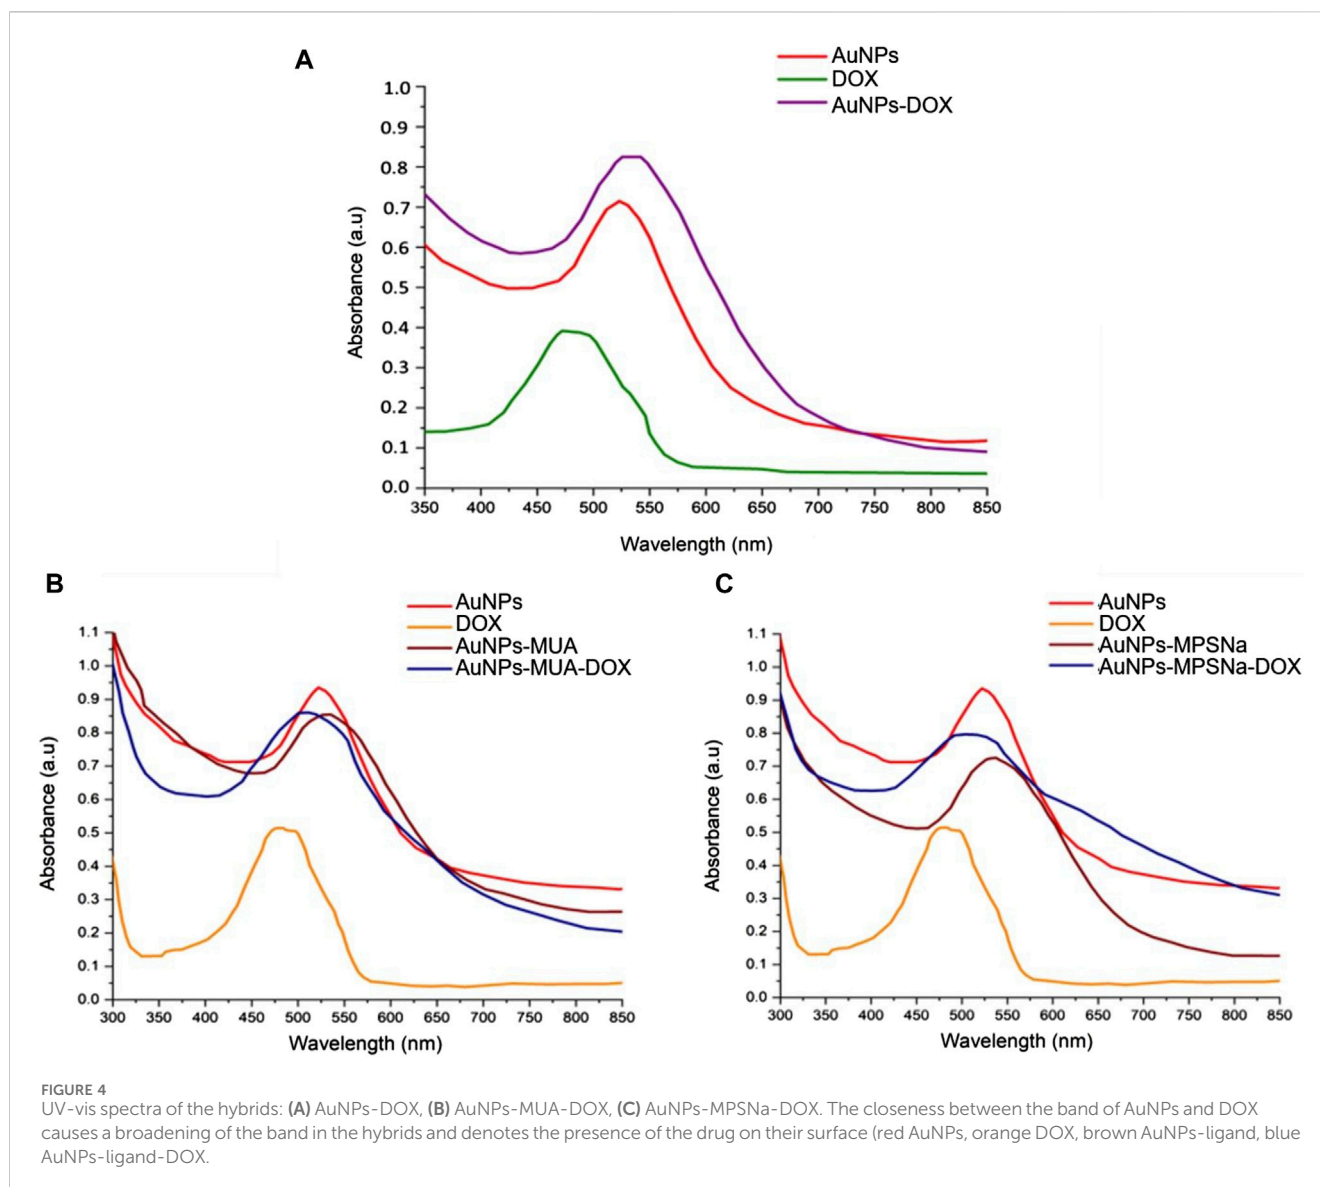 A
AuNPs
DOX
AuNPs-DOX
1.0
0.9
0.8
0.7
0.6
0.5
0.4
0.3
0.2
0.1
0.0
Absorbance (a.u)
350 400 450 500 550 600 650 700 750 800 850
Wavelength (nm)
B
AuNPs
DOX
AuNPs-MUA
AuNPs-MUA-DOX
1.1
1.0
0.9
0.8
0.7
0.6
0.5
0.4
0.3
0.2
0.1
0.0
Absorbance (a.u)
300 350 400 450 500 550 600 650 700 750 800 850
Wavelength (nm)
C
AuNPs
DOX
AuNPs-MPSNa
AuNPs-MPSNa-DOX
1.1
1.0
0.9
0.8
0.7
0.6
0.5
0.4
0.3
0.2
0.1
0.0
Absorbance (a.u)
300 350 400 450 500 550 600 650 700 750 800 850
Wavelength (nm)
FIGURE 4
UV-vis spectra of the hybrids: (A) AuNPs-DOX, (B) AuNPs-MUA-DOX, (C) AuNPs-MPSNa-DOX. The closeness between the band of AuNPs and DOX
causes a broadening of the band in the hybrids and denotes the presence of the drug on their surface (red AuNPs, orange DOX, brown AuNPs-ligand, blue
AuNPs-ligand-DOX.